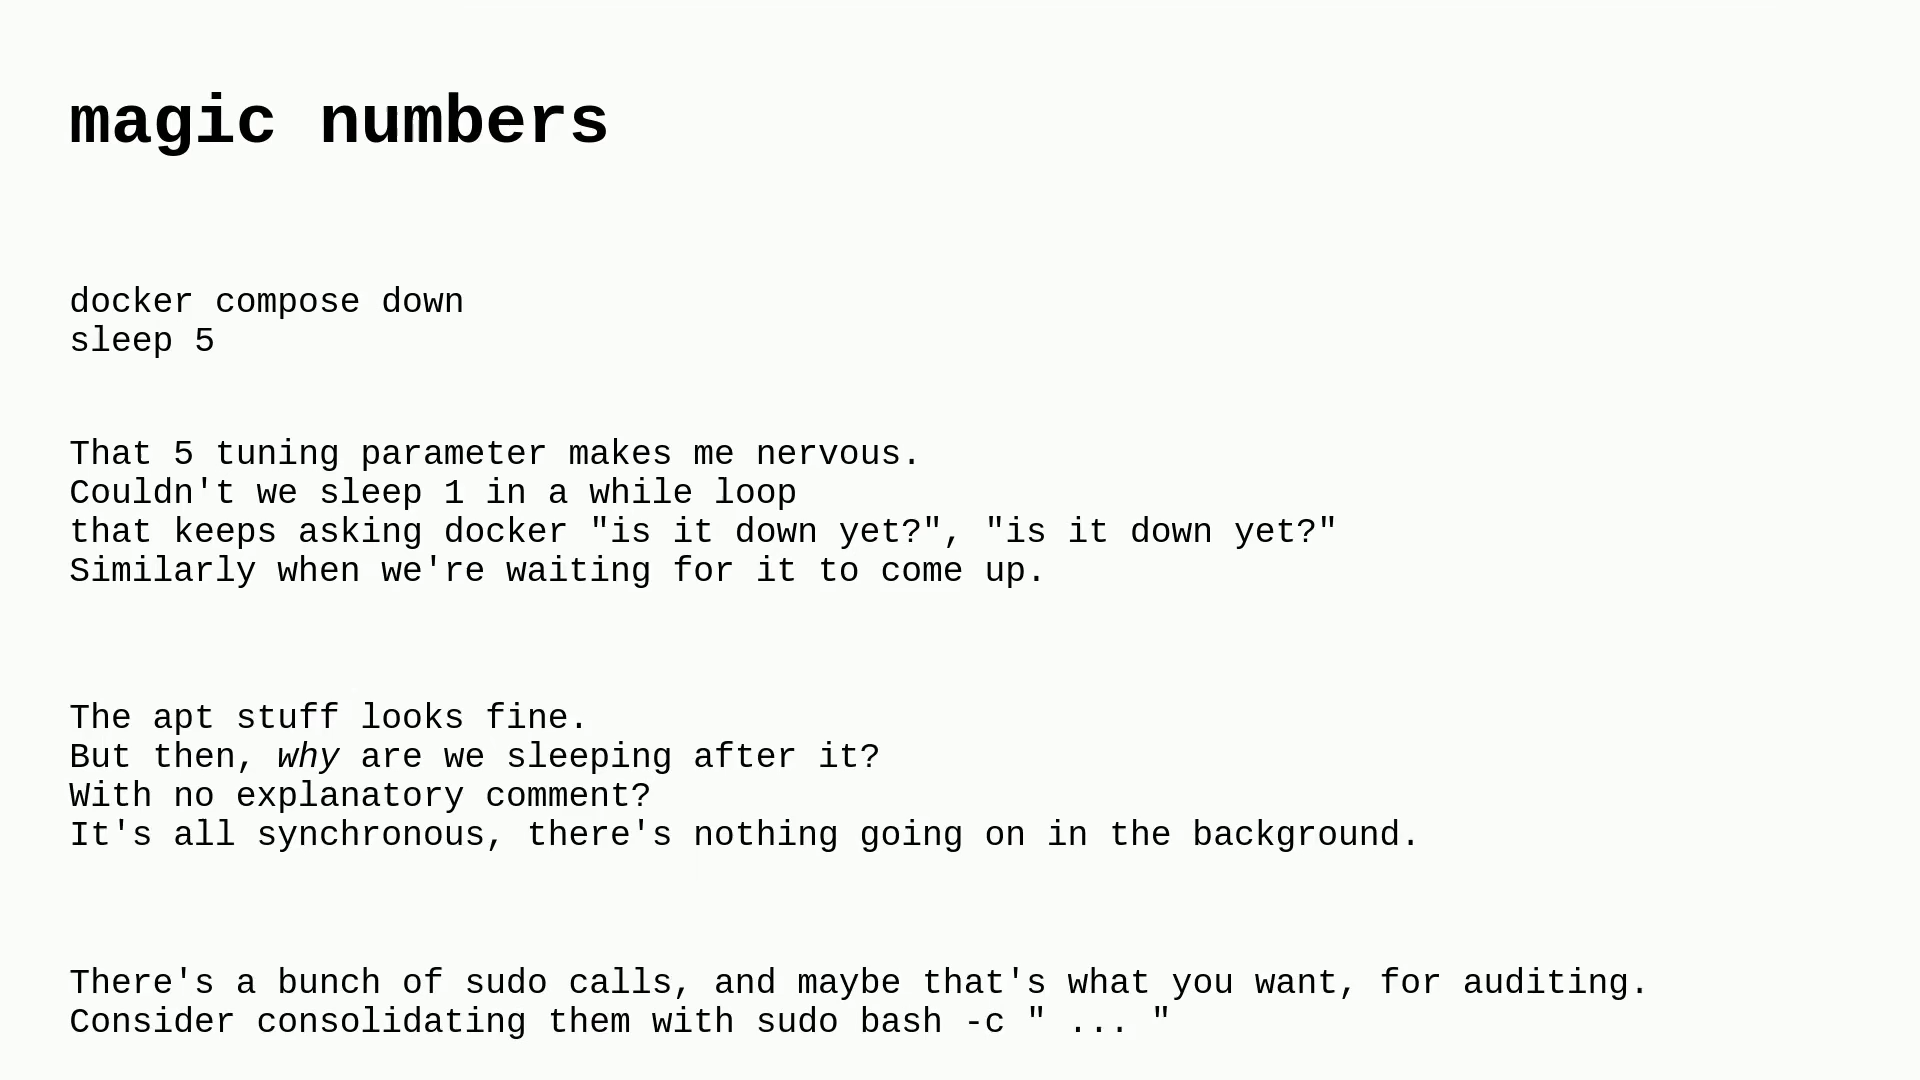 magic numbers
docker compose down
sleep 5
That 5 tuning parameter makes me nervous.
Couldn't we sleep 1 in a while loop
that keeps asking docker "is it down yet?", "is it down yet?"
Similarly when we're waiting for it to come up.
The apt stuff looks fine.
But then, why are we sleeping after it?
With no explanatory comment?
It's all synchronous, there's nothing going on in the background.
There's a bunch of sudo calls, and maybe that's what you want, for auditing.
Consider consolidating them with sudo bash -c " ... "